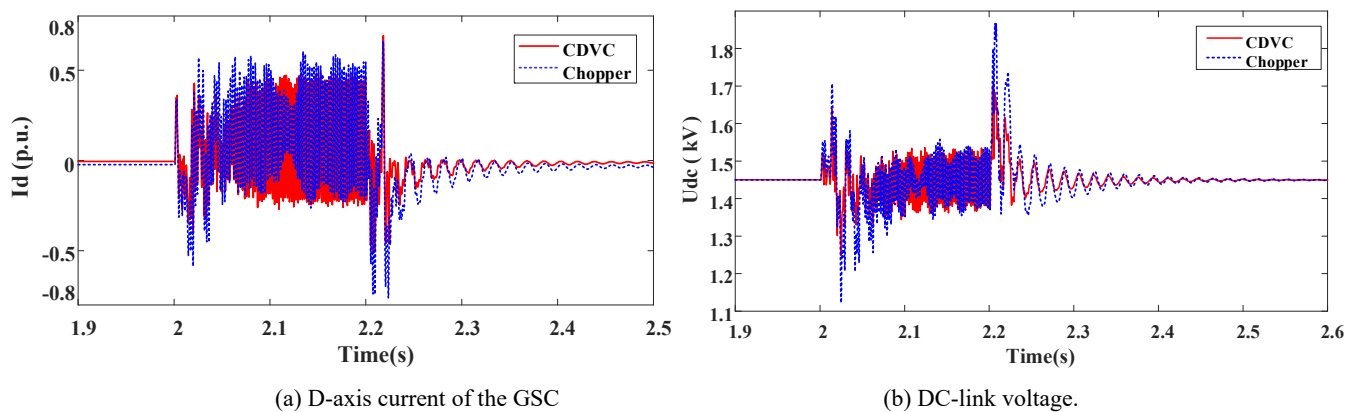 0.8
0.5
0
-0.5
-0.8
Id (p.u.)
CDVC
Chopper
1.9 2 2.1 2.2 2.3 2.4 2.5
Time(s)
(a) D-axis current of the GSC
1.8
1.7
1.6
1.5
1.4
1.3
1.2
1.1
Udc ( kV)
CDVC
Chopper
1.9 2 2.1 2.2 2.3 2.4 2.5 2.6
Time(s)
(b) DC-link voltage.